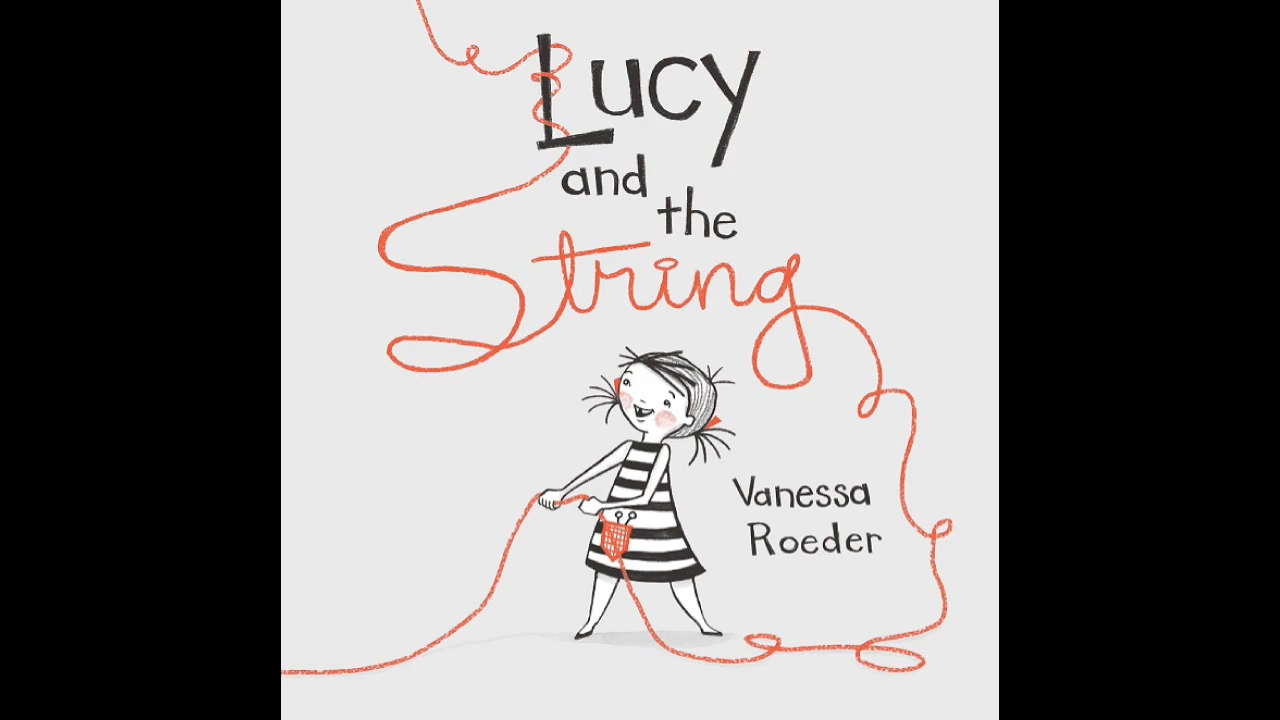 Lucy
and
the
String
Vanessa
Roeder